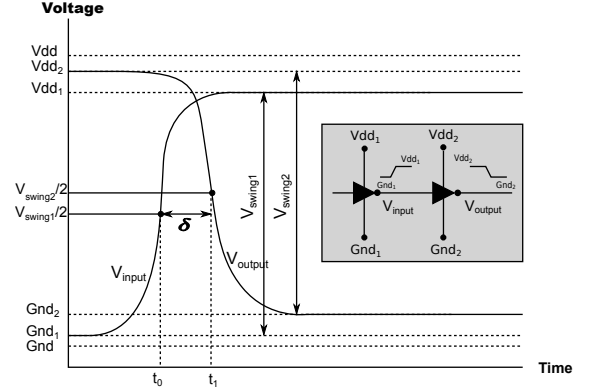 Voltage
Vdd
Vdd2
Vdd1
Vswing2/2
Vswing1/2
δ
Vinput
Voutput
Vswing1
Vswing2
Gnd2
Gnd1
Gnd
t0
t1
Time
Vdd1
Vdd2
Vdd1
Gnd1
Vdd2
Gnd2
Vinput
Voutput
Gnd1
Gnd2